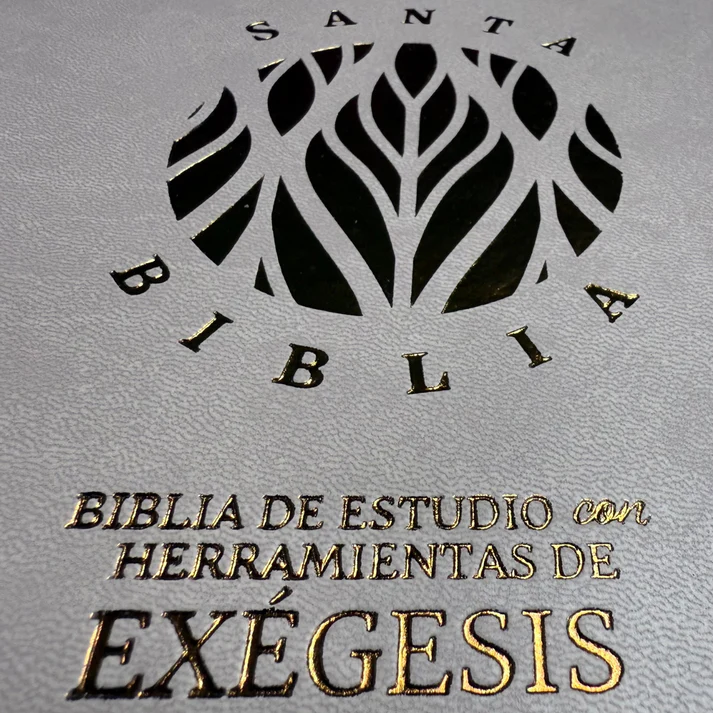 SANTA
BIBLIA
BIBLIA DE ESTUDIO con
HERRAMIENTAS DE
EXÉGESIS